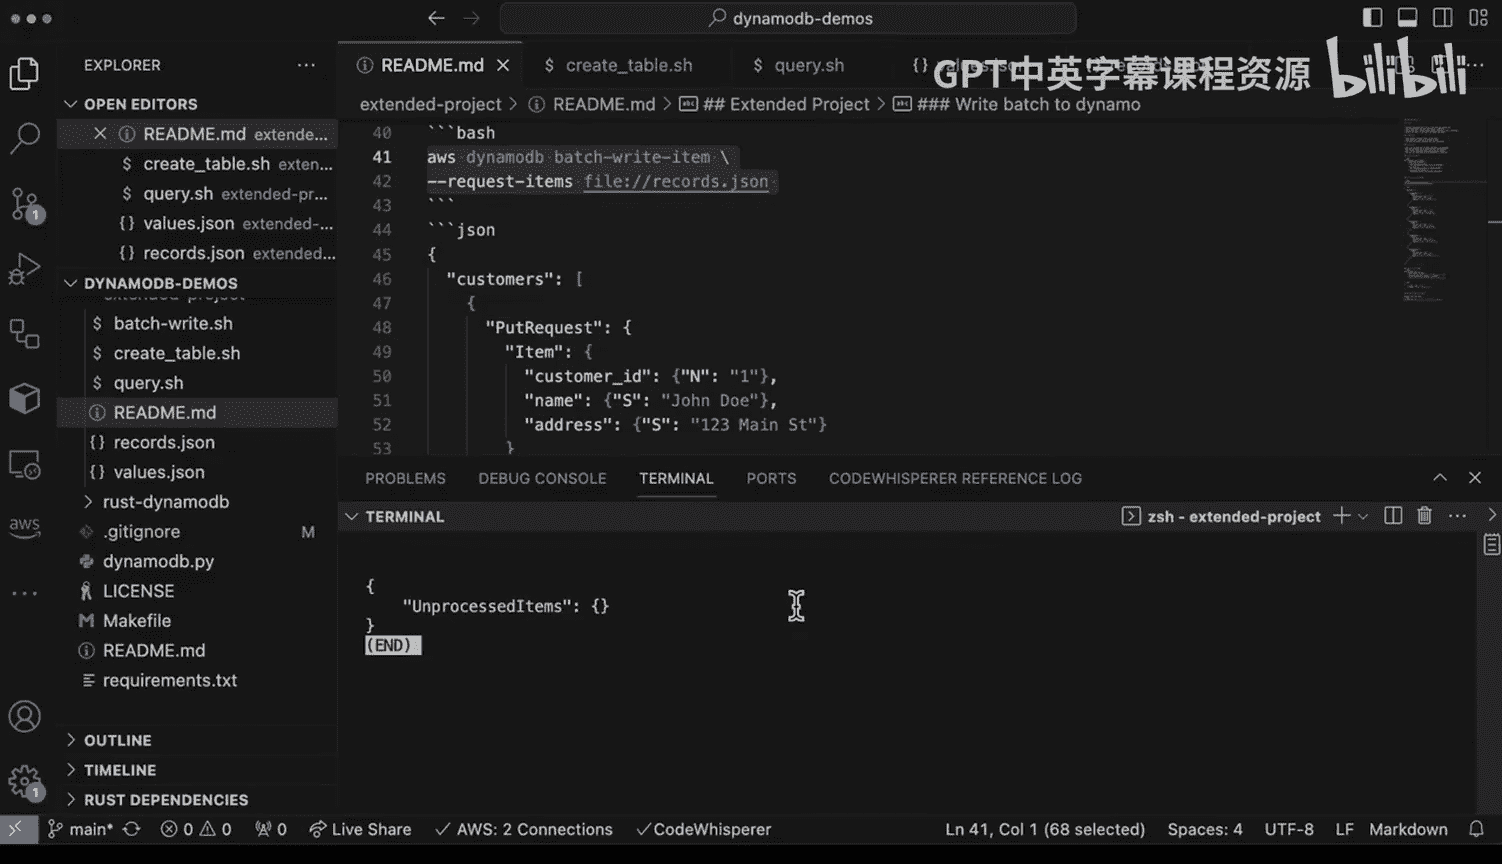 dynamodb-demos
EXPLORER
README.md
create_table.sh
query.sh
GPT中英字幕课程资源
bilibili
OPEN EDITORS
extended-project > README.md > ## Extended Project > ### Write batch to dynamo
README.md extende...
create_table.sh exten...
query.sh extended-pr...
values.json extended-...
records.json extended...
DYNAMODB-DEMOS
extended-project
batch-write.sh
create_table.sh
query.sh
README.md
records.json
values.json
rust-dynamodb
.gitignore M
dynamodb.py
LICENSE
Makefile
README.md
requirements.txt
OUTLINE
TIMELINE
RUST DEPENDENCIES
aws
1
1
40 ```bash
41 aws dynamodb batch-write-item \
42 --request-items file://records.json
43 ```
44 ```json
45 {
46 "customers": [
47 {
48 "PutRequest": {
49 "Item": {
50 "customer_id": {"N": "1"},
51 "name": {"S": "John Doe"},
52 "address": {"S": "123 Main St"}
53 }
PROBLEMS DEBUG CONSOLE TERMINAL PORTS CODEWHISPERER REFERENCE LOG
TERMINAL
zsh - extended-project
{
"UnprocessedItems": {}
}
(END)
main* 0 0 0 Live Share AWS: 2 Connections CodeWhisperer
Ln 41, Col 1 (68 selected) Spaces: 4 UTF-8 LF Markdown